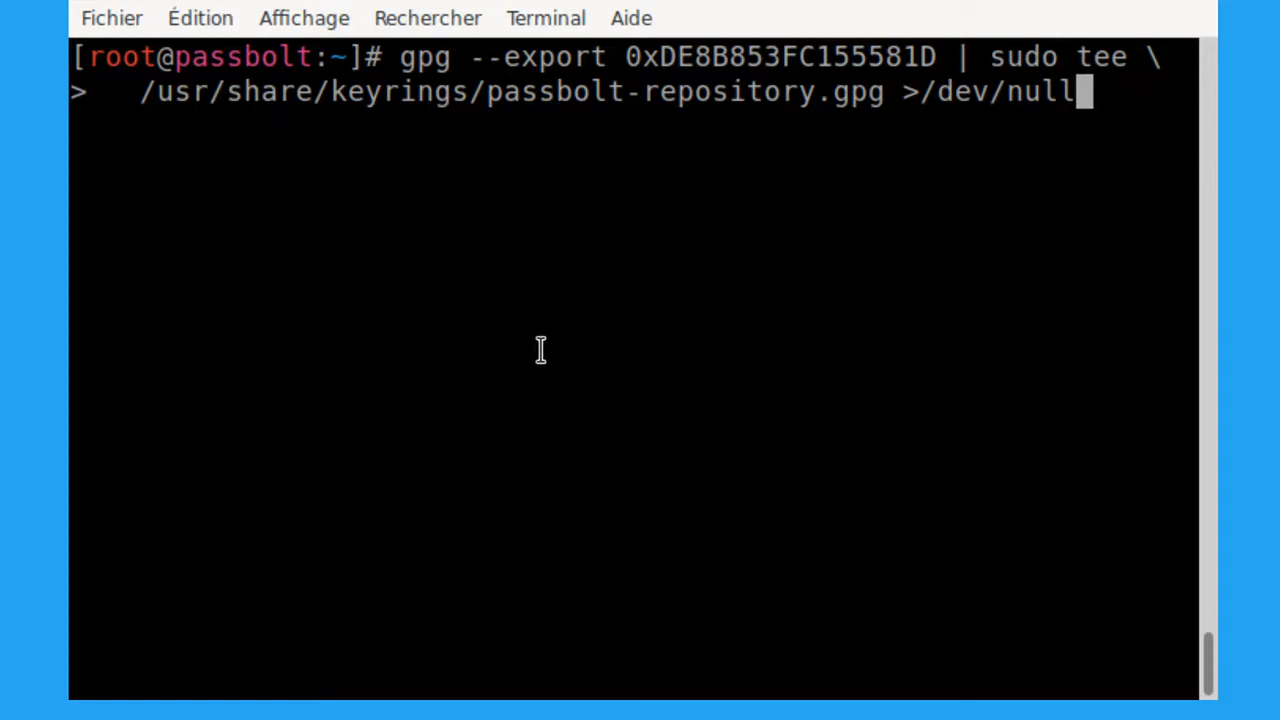 Fichier Édition Affichage Rechercher Terminal Aide
[root@passbolt:~]# gpg --export 0xDE8B853FC155581D | sudo tee \
>   /usr/share/keyrings/passbolt-repository.gpg >/dev/null